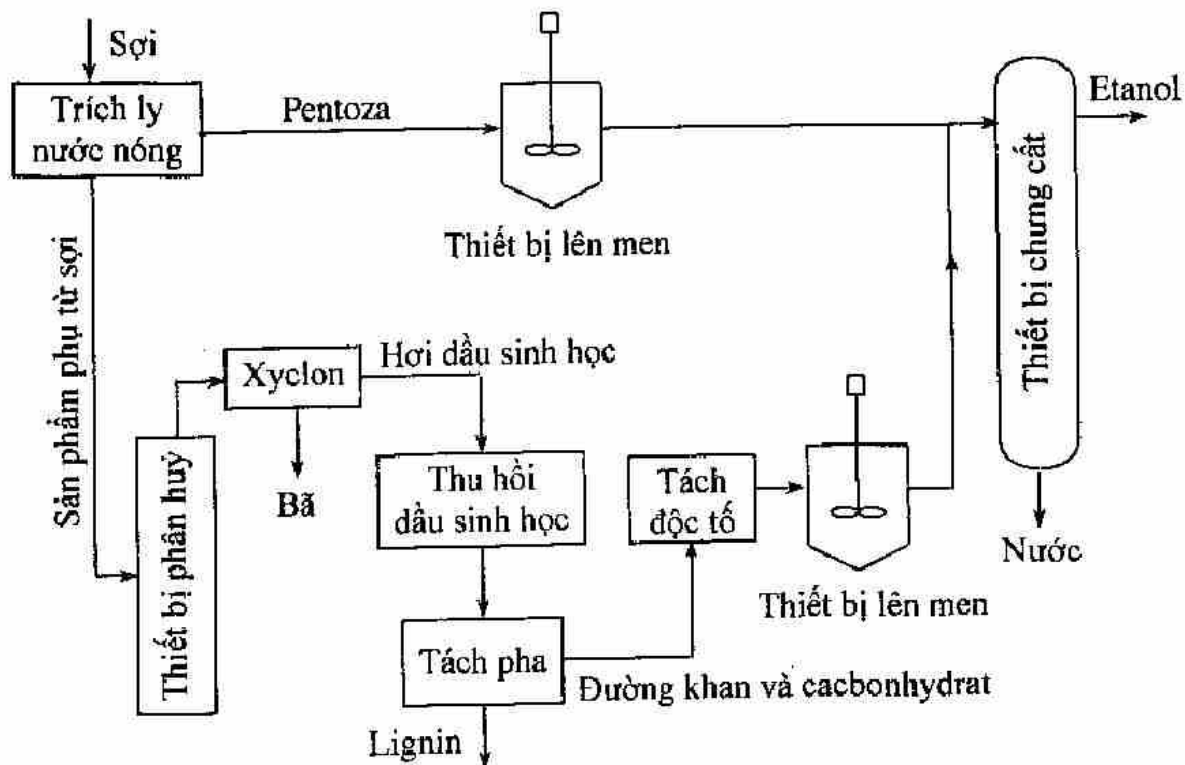 Sợi
Trích ly
nước nóng
Pentoza
Thiết bị lên men
Etanol
Thiết bị chưng cất
Nước
Sản phẩm phụ từ sợi
Thiết bị phân huỷ
Xyclon
Hơi dầu sinh học
Bã
Thu hồi
dầu sinh học
Tách
độc tố
Thiết bị lên men
Tách pha
Đường khan và cacbonhydrat
Lignin